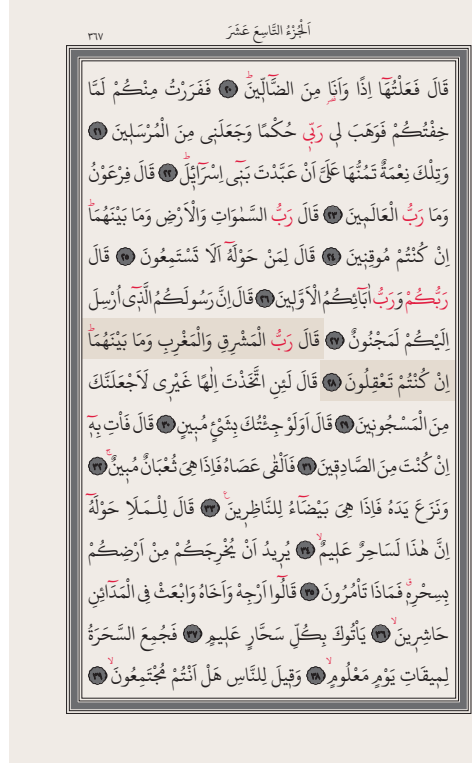 اَلْجُزْءُ التَّاسِعَ عَشَرَ
٣٦٧
قَالَ فَعَلْتُهَٓا اِذًا وَاَنَا۬ مِنَ الضَّٓالّ۪ينَۜ ﴿٢٠﴾ فَفَرَرْتُ مِنْكُمْ لَمَّا
خِفْتُكُمْ فَوَهَبَ ل۪ي رَبّ۪ي حُكْمًا وَجَعَلَن۪ي مِنَ الْمُرْسَل۪ينَ ﴿٢١﴾
وَتِلْكَ نِعْمَةٌ تَمُنُّهَا عَلَيَّ اَنْ عَبَّدْتَ بَن۪ٓي اِسْرَٓائ۪لَۜ ﴿٢٢﴾ قَالَ فِرْعَوْنُ
وَمَا رَبُّ الْعَالَم۪ينَ ﴿٢٣﴾ قَالَ رَبُّ السَّمٰوَاتِ وَالْاَرْضِ وَمَا بَيْنَهُمَاۜ
اِنْ كُنْتُمْ مُوقِن۪ينَ ﴿٢٤﴾ قَالَ لِمَنْ حَوْلَهُٓ اَلَا تَسْتَمِعُونَ ﴿٢٥﴾ قَالَ
رَبُّكُمْ وَرَبُّ اٰبَٓائِكُمُ الْاَوَّل۪ينَ ﴿٢٦﴾ قَالَ اِنَّ رَسُولَكُمُ الَّذ۪ٓي اُرْسِلَ
اِلَيْكُمْ لَمَجْنُونٌ ﴿٢٧﴾ قَالَ رَبُّ الْمَشْرِقِ وَالْمَغْرِبِ وَمَا بَيْنَهُمَاۜ
اِنْ كُنْتُمْ تَعْقِلُونَ ﴿٢٨﴾ قَالَ لَئِنِ اتَّخَذْتَ اِلٰهًا غَيْر۪ي لَاَجْعَلَنَّكَ
مِنَ الْمَسْجُون۪ينَ ﴿٢٩﴾ قَالَ اَوَلَوْ جِئْتُكَ بِشَيْءٍ مُب۪ينٍ ﴿٣٠﴾ قَالَ فَأْتِ بِه۪ٓ
اِنْ كُنْتَ مِنَ الصَّادِق۪ينَ ﴿٣١﴾ فَاَلْقٰى عَصَاهُ فَاِذَا هِيَ ثُعْبَانٌ مُب۪ينٌۚ ﴿٣٢﴾
وَنَزَعَ يَدَهُ فَاِذَا هِيَ بَيْضَٓاءُ لِلنَّاظِر۪ينَ۟ ﴿٣٣﴾ قَالَ لِلْمَلَاِ حَوْلَهُٓ
اِنَّ هٰذَا لَسَاحِرٌ عَل۪يمٌۙ ﴿٣٤﴾ يُر۪يدُ اَنْ يُخْرِجَكُمْ مِنْ اَرْضِكُمْ
بِسِحْرِه۪ۗ فَمَاذَا تَأْمُرُونَ ﴿٣٥﴾ قَالُٓوا اَرْجِهْ وَاَخَاهُ وَابْعَثْ فِي الْمَدَٓائِنِ
حَاشِر۪ينَۙ ﴿٣٦﴾ يَأْتُوكَ بِكُلِّ سَحَّارٍ عَل۪يمٍ ﴿٣٧﴾ فَجُمِعَ السَّحَرَةُ
لِم۪يقَاتِ يَوْمٍ مَعْلُومٍۙ ﴿٣٨﴾ وَق۪يلَ لِلنَّاسِ هَلْ اَنْتُمْ مُجْتَمِعُونَۙ ﴿٣٩﴾